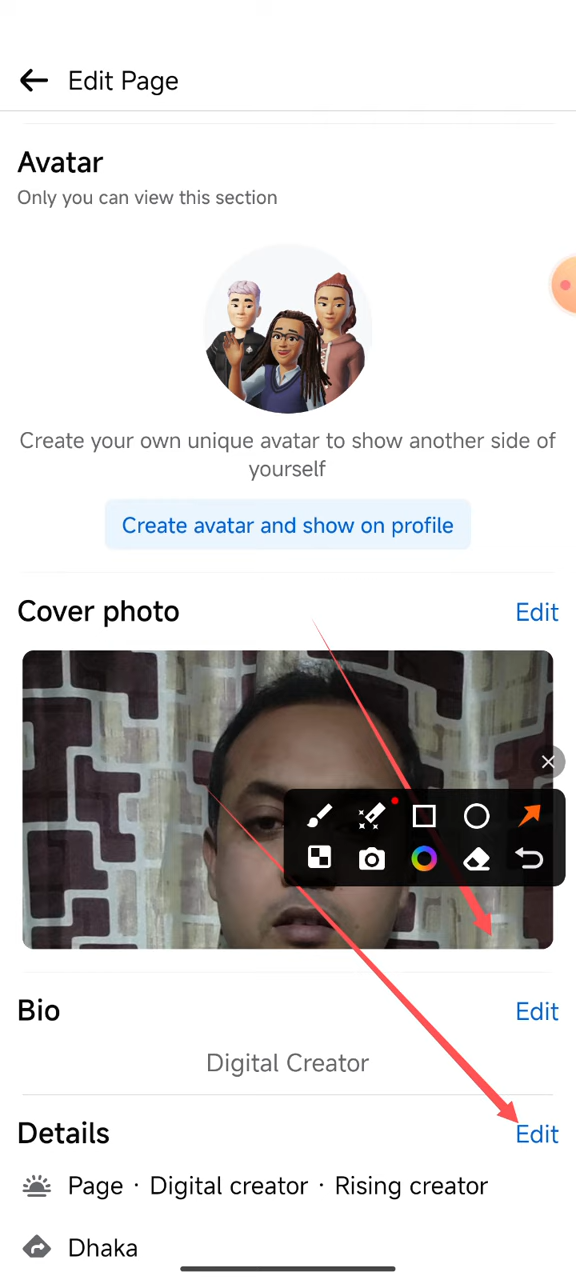 Edit Page
Avatar
Only you can view this section
Create your own unique avatar to show another side of
yourself
Create avatar and show on profile
Cover photo
Edit
Bio
Edit
Digital Creator
Details
Edit
Page · Digital creator · Rising creator
Dhaka